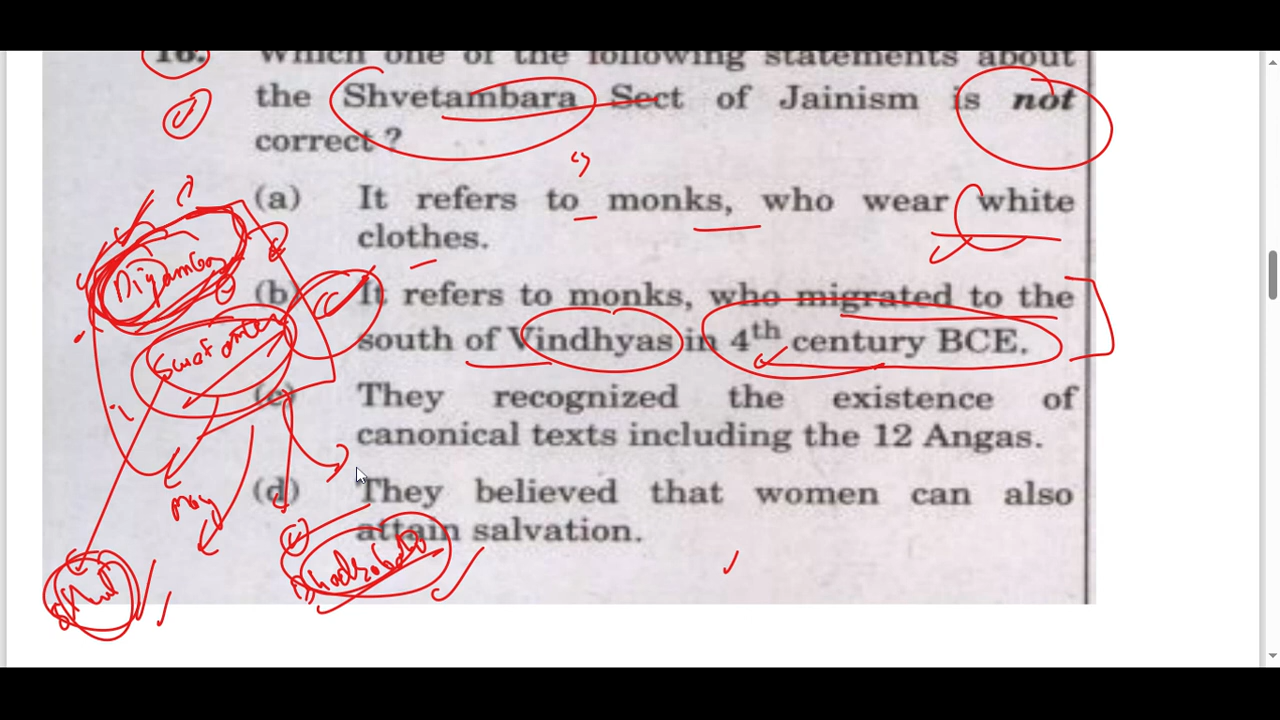 16. Which one of the following statements about
the Shvetambara Sect of Jainism is not
correct ?
(a) It refers to monks, who wear white
clothes.
(b) It refers to monks, who migrated to the
south of Vindhyas in 4th century BCE.
(c) They recognized the existence of
canonical texts including the 12 Angas.
(d) They believed that women can also
attain salvation.